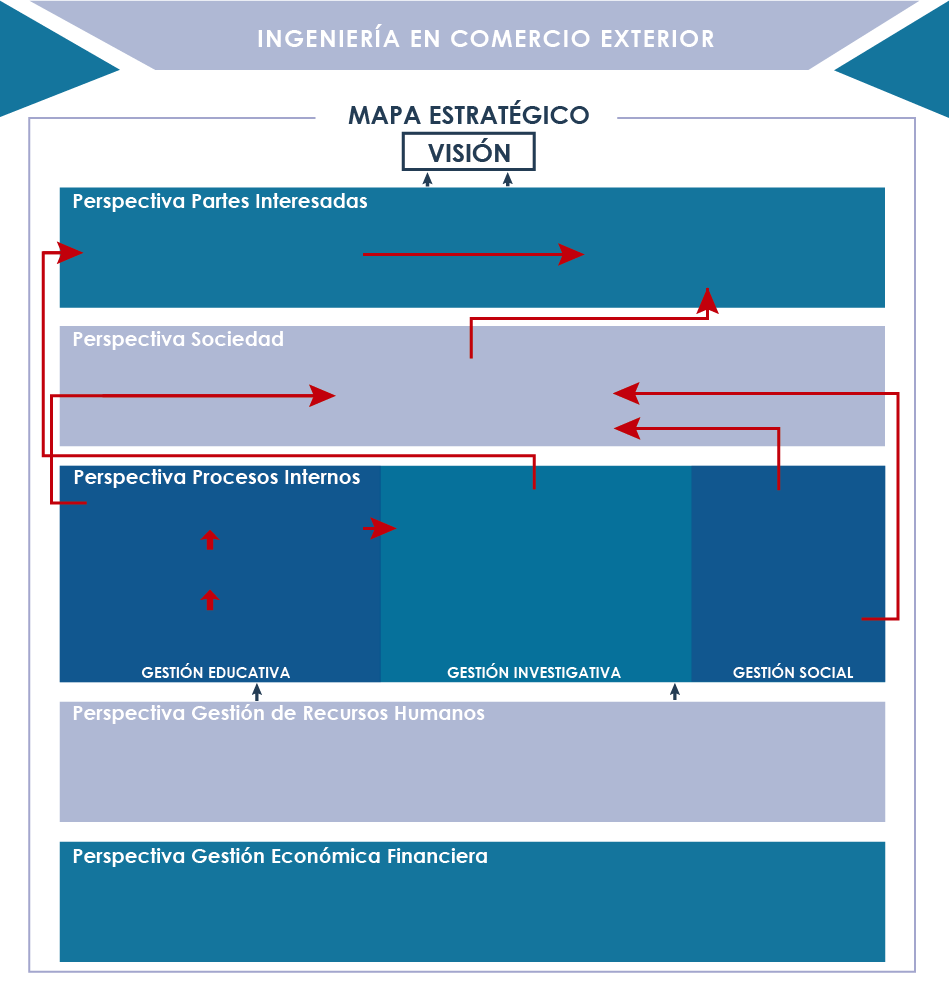 INGENIERÍA EN COMERCIO EXTERIOR
MAPA ESTRATÉGICO
VISIÓN
Perspectiva Partes Interesadas
Perspectiva Sociedad
Perspectiva Procesos Internos
GESTIÓN EDUCATIVA
GESTIÓN INVESTIGATIVA
GESTIÓN SOCIAL
Perspectiva Gestión de Recursos Humanos
Perspectiva Gestión Económica Financiera